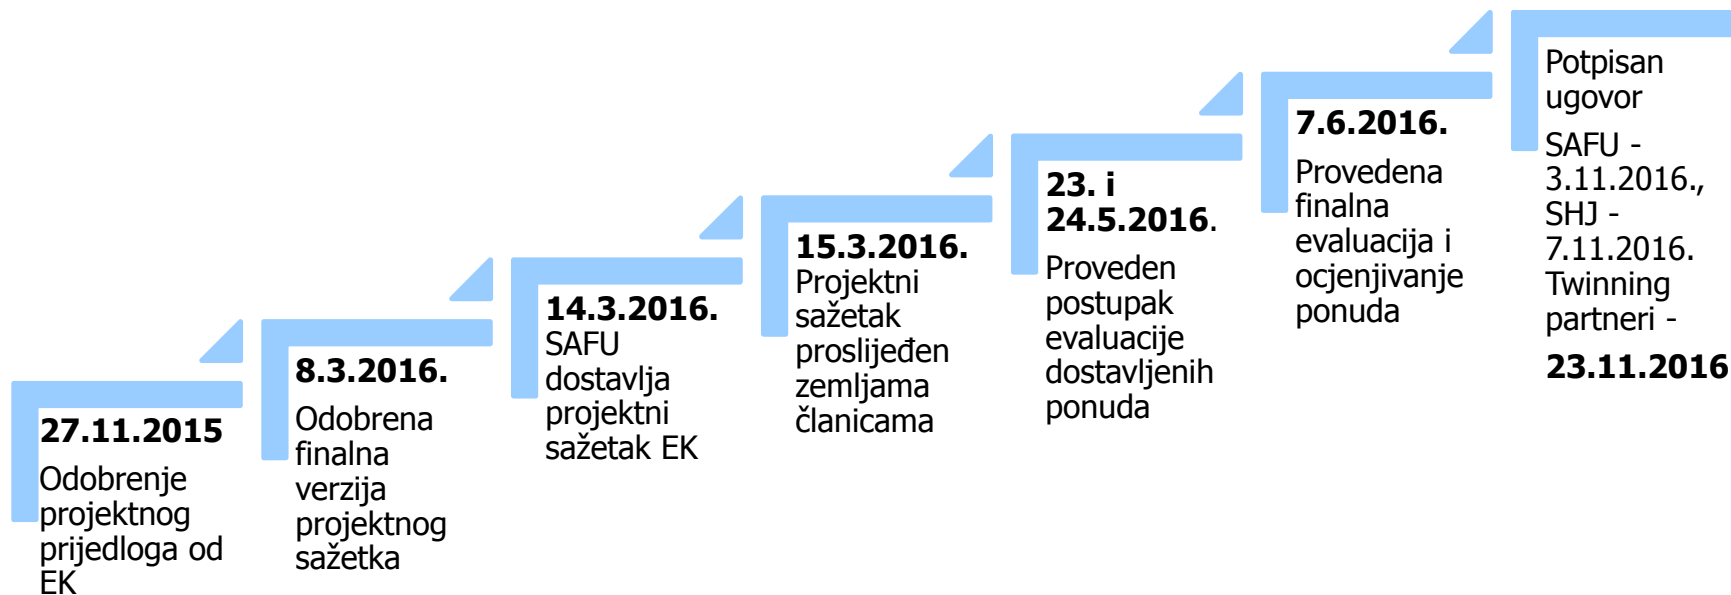 27.11.2015
Odobrenje
projektnog
prijedloga od
EK
8.3.2016.
Odobrena
finalna
verzija
projektnog
sažetka
14.3.2016.
SAFU
dostavlja
projektni
sažetak EK
15.3.2016.
Projektni
sažetak
proslijeđen
zemljama
članicama
23. i
24.5.2016.
Proveden
postupak
evaluacije
dostavljenih
ponuda
7.6.2016.
Provedena
finalna
evaluacija i
ocjenjivanje
ponuda
Potpisan
ugovor
SAFU -
3.11.2016.,
SHJ -
7.11.2016.
Twinning
partneri -
23.11.2016